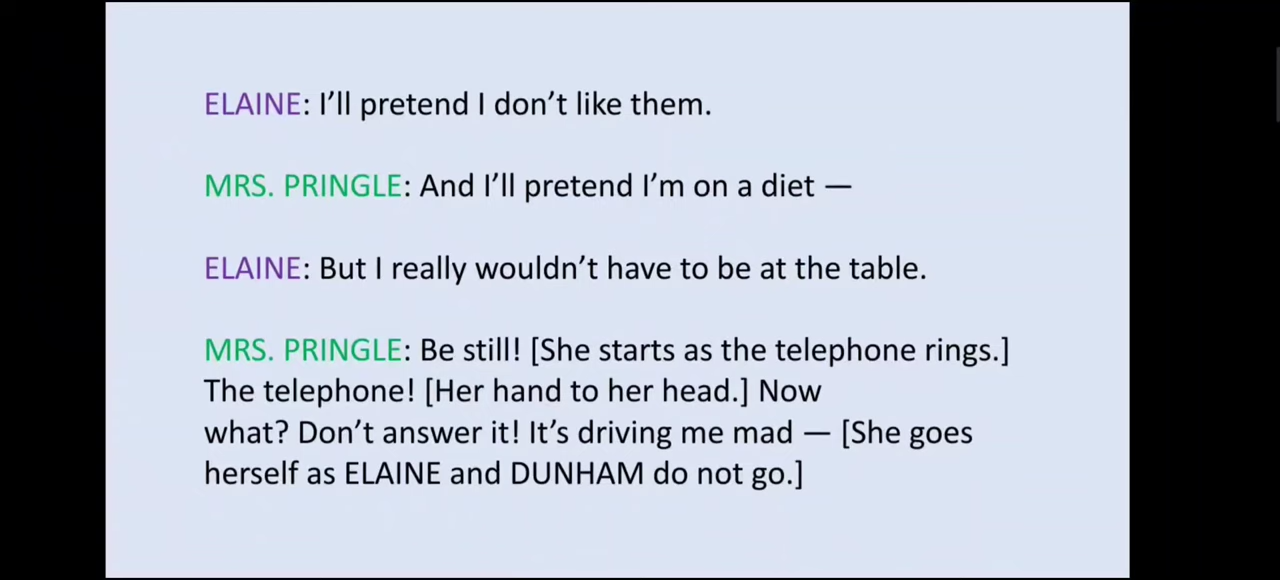 ELAINE: I’ll pretend I don’t like them.
MRS. PRINGLE: And I’ll pretend I’m on a diet —
ELAINE: But I really wouldn’t have to be at the table.
MRS. PRINGLE: Be still! [She starts as the telephone rings.]
The telephone! [Her hand to her head.] Now
what? Don’t answer it! It’s driving me mad — [She goes
herself as ELAINE and DUNHAM do not go.]